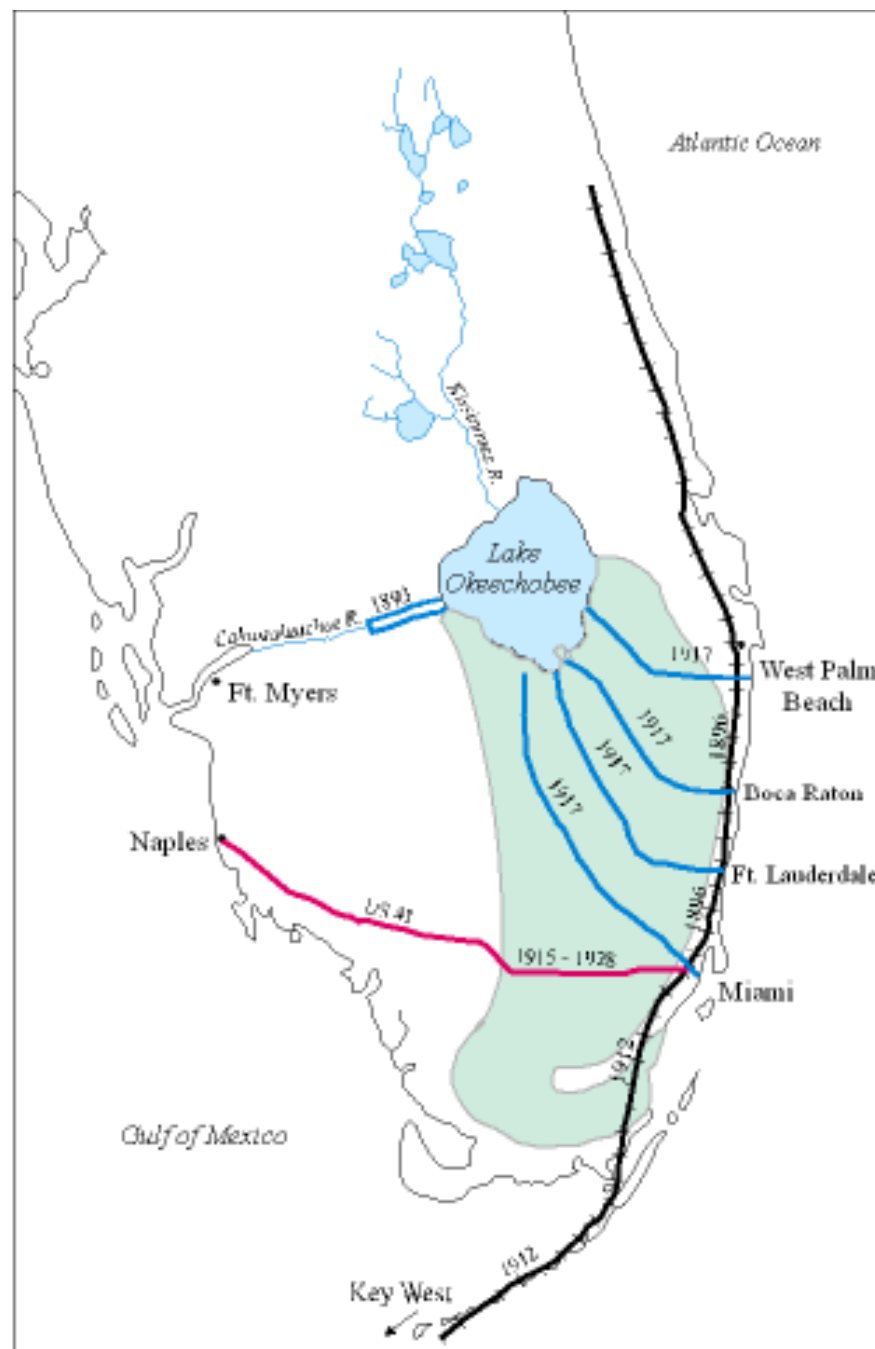 Atlantic Ocean
Kissimmee R.
Lake
Okeechobee
1893
R.
1917
West Palm
Beach
Ft. Myers
1917
1896
1917
Boca Raton
1917
Naples
Ft. Lauderdale
US 41
1896
1915 - 1928
Miami
1912
Gulf of Mexico
1912
Key West